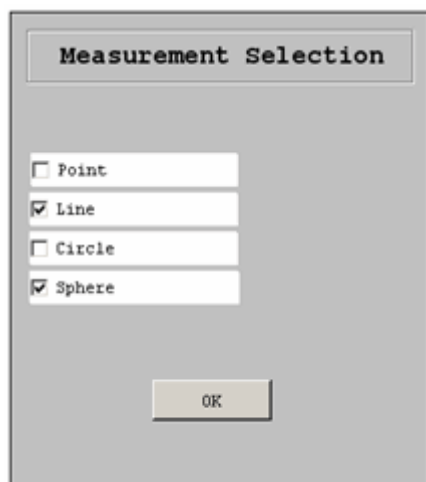 Measurement Selection
Point
Line
Circle
Sphere
OK